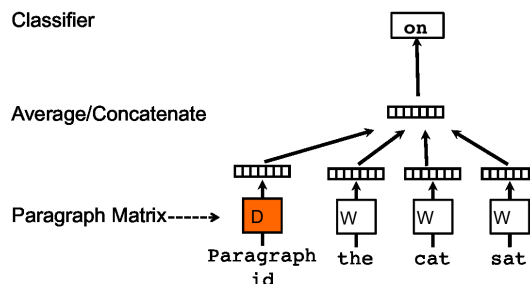 Classifier
on
Average/Concatenate
Paragraph Matrix
D
W
W
W
Paragraph
id
the
cat
sat